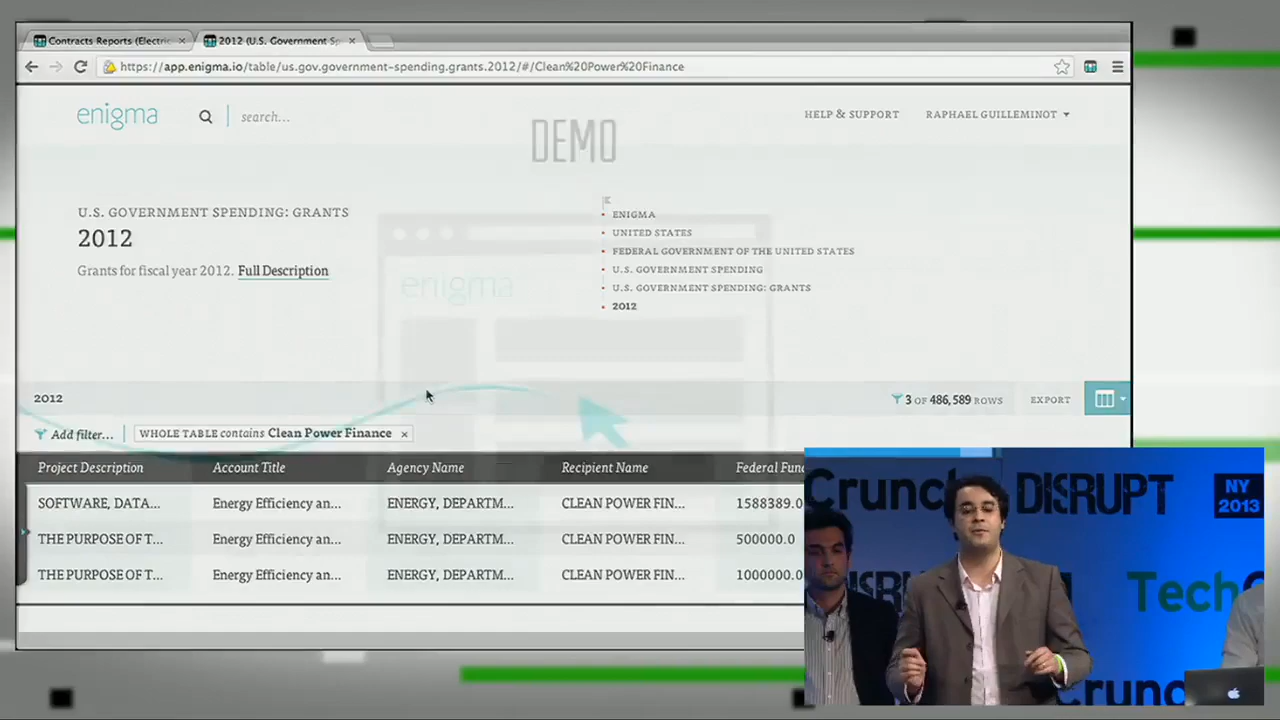 Contracts Reports (Electric
2012 (U.S. Government Sp
https://app.enigma.io/table/us.gov.government-spending.grants.2012/#/Clean%20Power%20Finance
enigma
search...
HELP & SUPPORT
RAPHAEL GUILLEMINOT
DEMO
U.S. GOVERNMENT SPENDING: GRANTS
2012
Grants for fiscal year 2012. Full Description
ENIGMA
UNITED STATES
FEDERAL GOVERNMENT OF THE UNITED STATES
U.S. GOVERNMENT SPENDING
U.S. GOVERNMENT SPENDING: GRANTS
2012
enigma
2012
3 OF 486,589 ROWS
EXPORT
Add filter...
WHOLE TABLE contains Clean Power Finance ×
Project Description Account Title Agency Name Recipient Name Federal Fun
SOFTWARE, DATA... Energy Efficiency an... ENERGY, DEPARTM... CLEAN POWER FIN... 1588389.0
THE PURPOSE OF T... Energy Efficiency an... ENERGY, DEPARTM... CLEAN POWER FIN... 500000.0
THE PURPOSE OF T... Energy Efficiency an... ENERGY, DEPARTM... CLEAN POWER FIN... 1000000.0
Crunch DISRUPT
NY
2013
DISR
TechC
Crunc